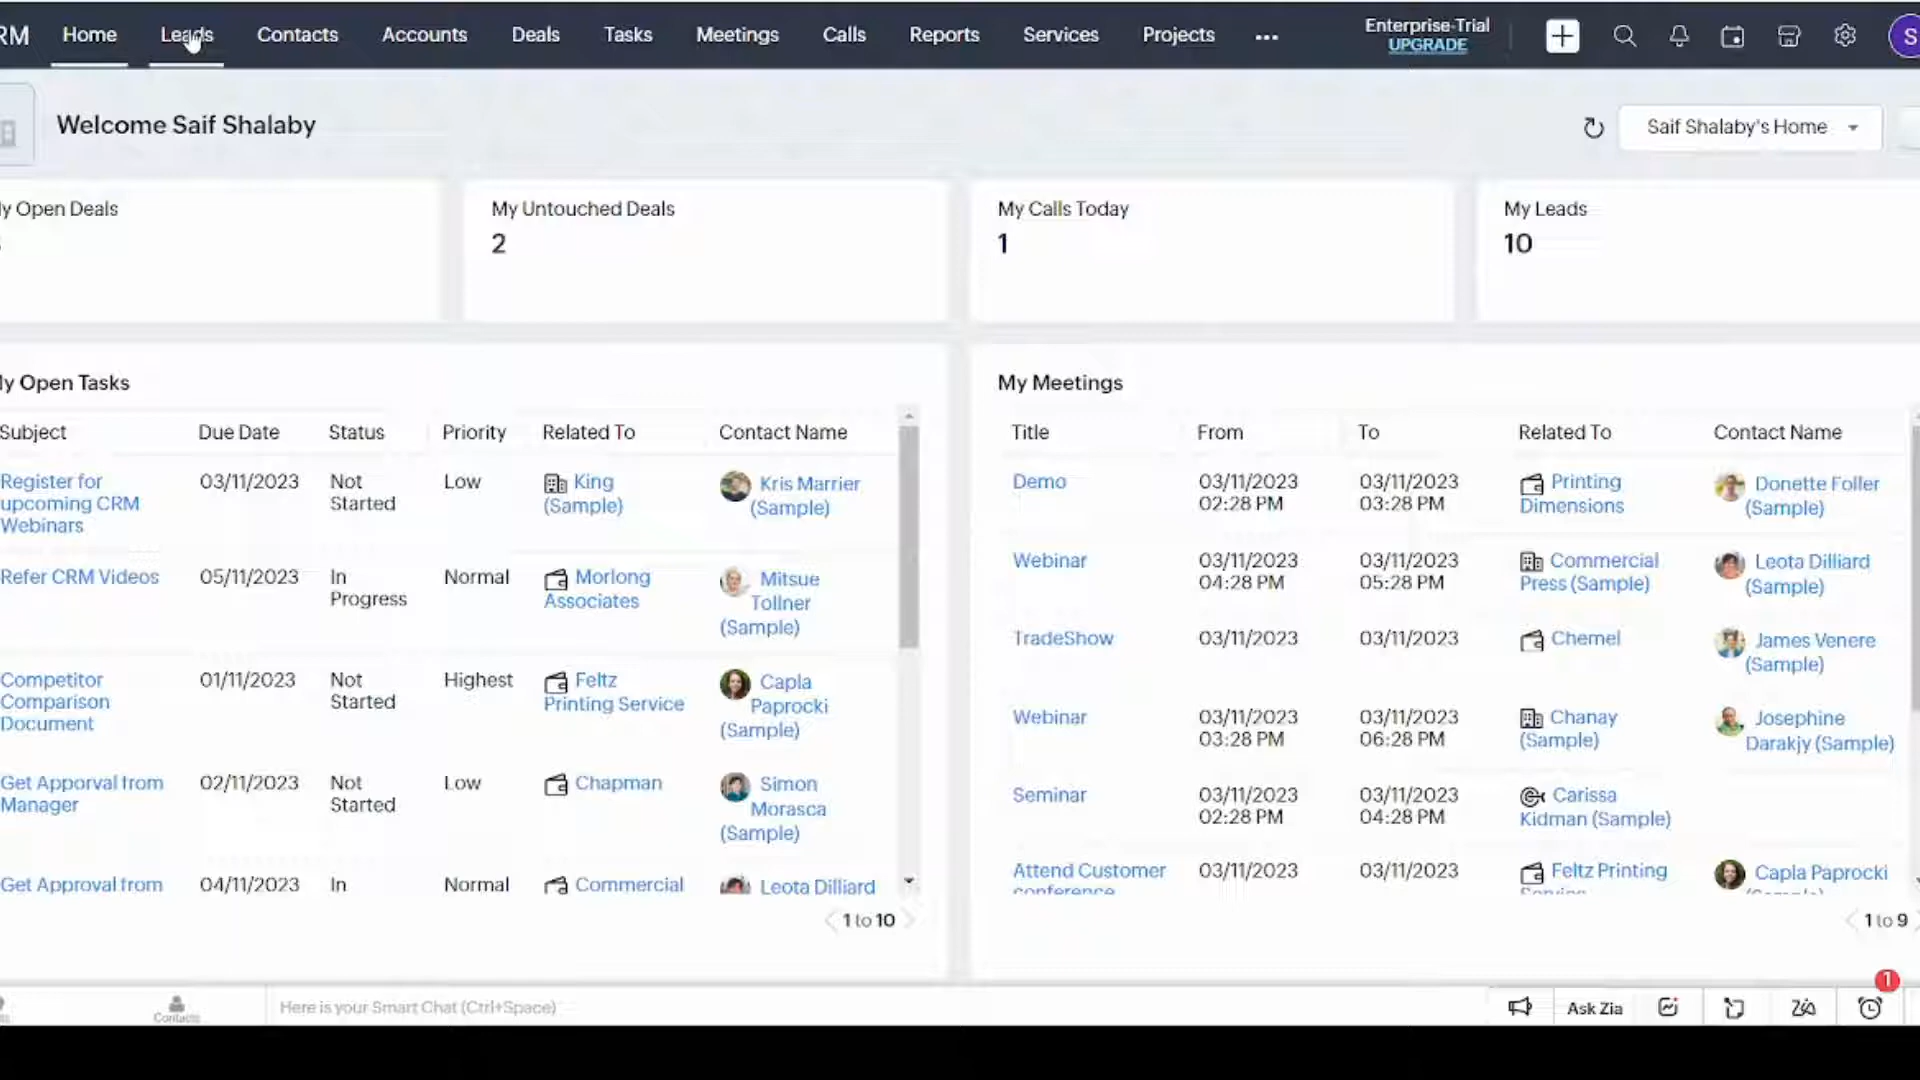 RM Home Leads Contacts Accounts Deals Tasks Meetings Calls Reports Services Projects ••• Enterprise-Trial
UPGRADE
S
Welcome Saif Shalaby
Saif Shalaby's Home
y Open Deals
My Untouched Deals
2
My Calls Today
1
My Leads
10
y Open Tasks
Subject Due Date Status Priority Related To Contact Name
Register for
upcoming CRM
Webinars
03/11/2023
Not
Started
Low
King
(Sample)
Kris Marrier
(Sample)
Refer CRM Videos
05/11/2023
In
Progress
Normal
Morlong
Associates
Mitsue
Tollner
(Sample)
Competitor
Comparison
Document
01/11/2023
Not
Started
Highest
Feltz
Printing Service
Capla
Paprocki
(Sample)
Get Apporval from
Manager
02/11/2023
Not
Started
Low
Chapman
Simon
Morasca
(Sample)
Get Approval from
04/11/2023
In
Normal
Commercial
Leota Dilliard
1 to 10
My Meetings
Title From To Related To Contact Name
Demo
03/11/2023
02:28 PM
03/11/2023
03:28 PM
Printing
Dimensions
Donette Foller
(Sample)
Webinar
03/11/2023
04:28 PM
03/11/2023
05:28 PM
Commercial
Press (Sample)
Leota Dilliard
(Sample)
TradeShow
03/11/2023
03/11/2023
Chemel
James Venere
(Sample)
Webinar
03/11/2023
03:28 PM
03/11/2023
06:28 PM
Chanay
(Sample)
Josephine
Darakjy (Sample)
Seminar
03/11/2023
02:28 PM
03/11/2023
04:28 PM
Carissa
Kidman (Sample)
Attend Customer
conference
03/11/2023
03/11/2023
Feltz Printing
Service
Capla Paprocki
(Sample)
1 to 9
Contacts
Here is your Smart Chat (Ctrl+Space)
Ask Zia
1